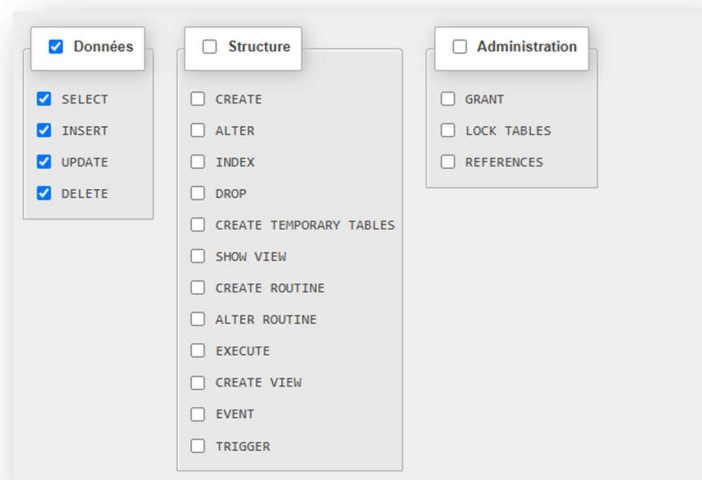 Données
SELECT
INSERT
UPDATE
DELETE
Structure
CREATE
ALTER
INDEX
DROP
CREATE TEMPORARY TABLES
SHOW VIEW
CREATE ROUTINE
ALTER ROUTINE
EXECUTE
CREATE VIEW
EVENT
TRIGGER
Administration
GRANT
LOCK TABLES
REFERENCES